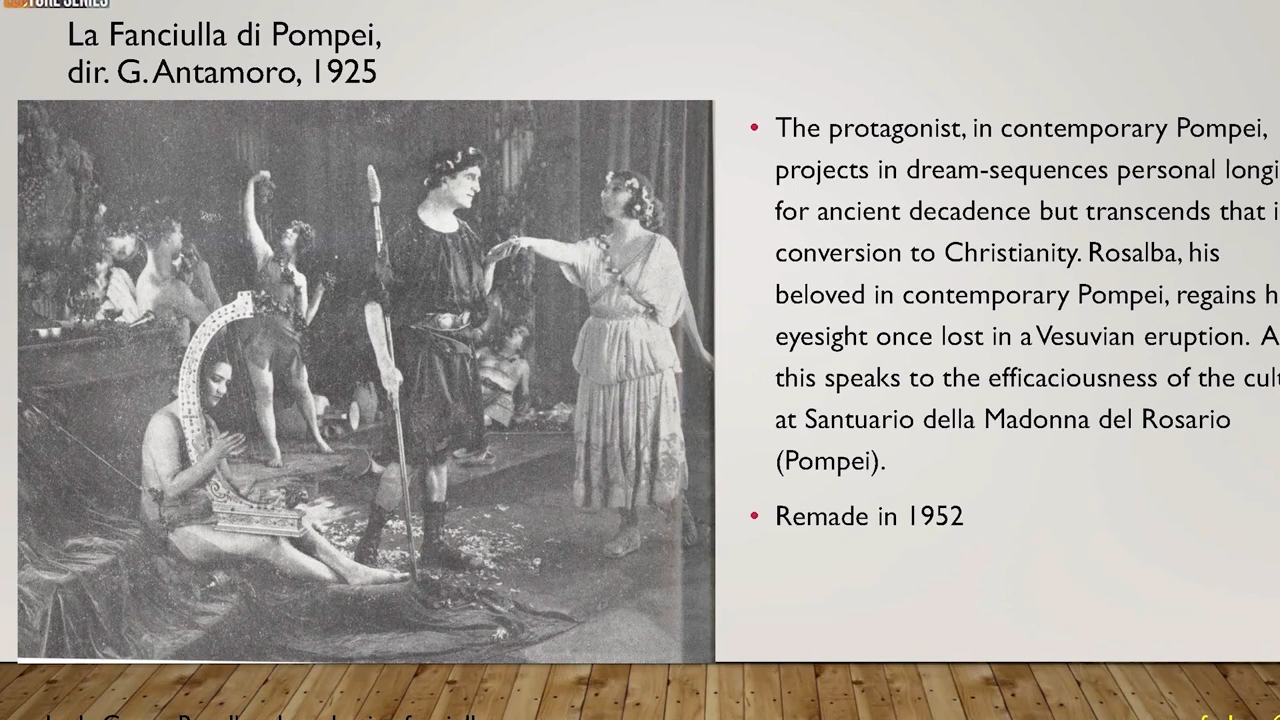 La Fanciulla di Pompei,
dir. G. Antamoro, 1925
• The protagonist, in contemporary Pompei,
projects in dream-sequences personal longi
for ancient decadence but transcends that i
conversion to Christianity. Rosalba, his
beloved in contemporary Pompei, regains h
eyesight once lost in a Vesuvian eruption. A
this speaks to the efficaciousness of the cult
at Santuario della Madonna del Rosario
(Pompei).
• Remade in 1952